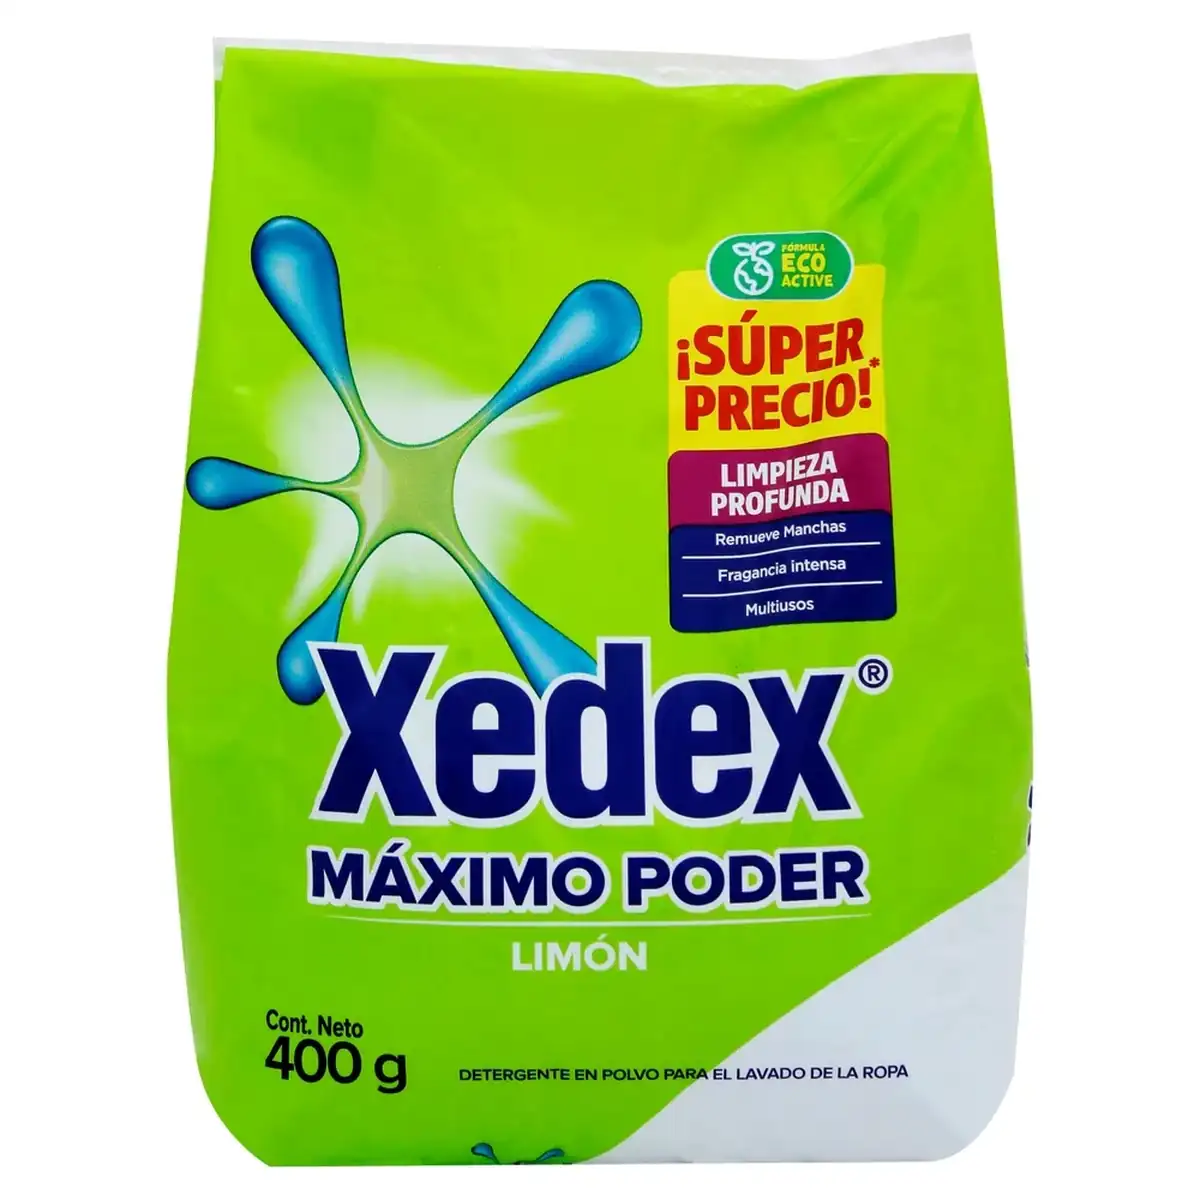 FÓRMULA
ECO
ACTIVE
¡SÚPER
PRECIO!*
LIMPIEZA
PROFUNDA
Remueve Manchas
Fragancia intensa
Multiusos
Xedex®
MÁXIMO PODER
LIMÓN
Cont. Neto
400 g
DETERGENTE EN POLVO PARA EL LAVADO DE LA ROPA